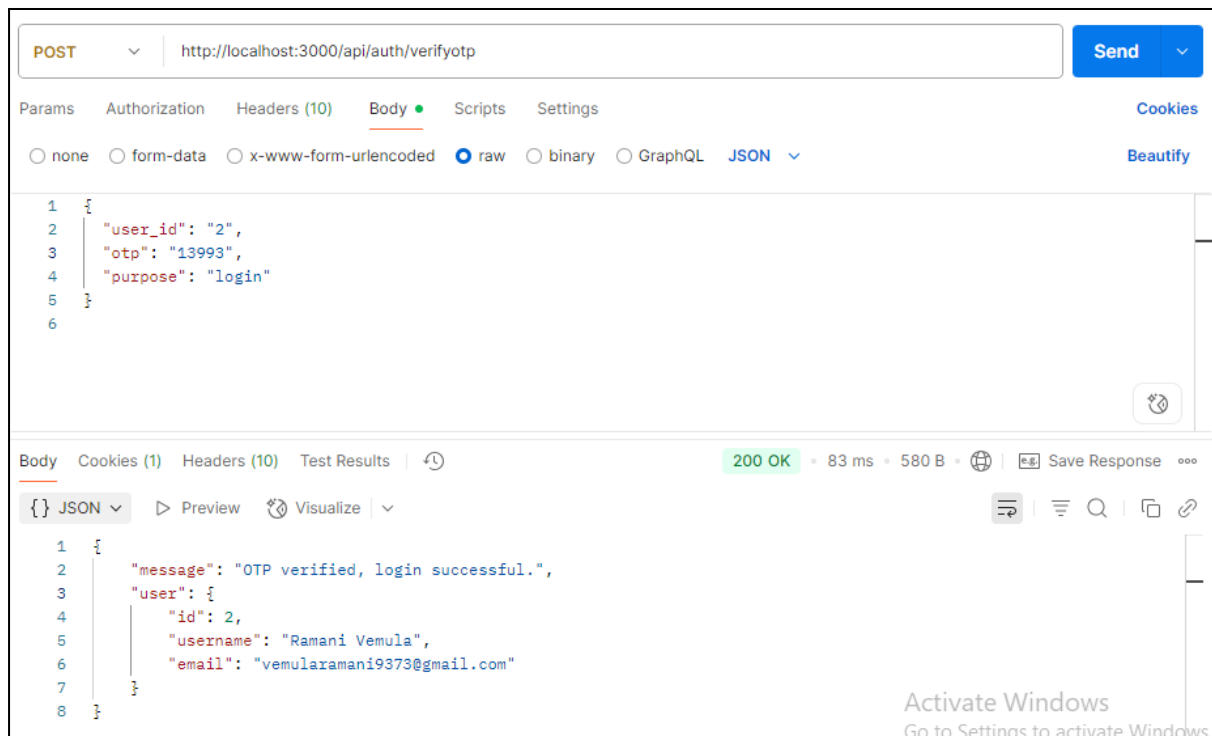 POST http://localhost:3000/api/auth/verifyotp Send
Params Authorization Headers (10) Body Scripts Settings Cookies
none form-data x-www-form-urlencoded raw binary GraphQL JSON Beautify
1 {
2 "user_id": "2",
3 "otp": "13993",
4 "purpose": "login"
5 }
6
Body Cookies (1) Headers (10) Test Results 200 OK • 83 ms • 580 B • e.g. Save Response
{} JSON Preview Visualize
1 {
2 "message": "OTP verified, login successful.",
3 "user": {
4 "id": 2,
5 "username": "Ramani Vemula",
6 "email": "vemularamani9373@gmail.com"
7 }
8 }
Activate Windows
Go to Settings to activate Windows